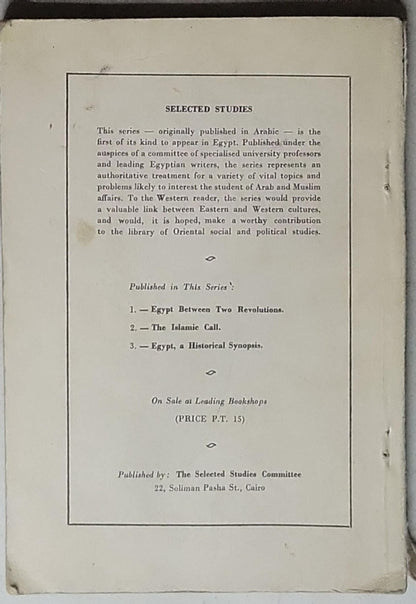 SELECTED STUDIES
This series — originally published in Arabic — is the
first of its kind to appear in Egypt. Published under the
auspices of a committee of specialised university professors
and leading Egyptian writers, the series represents an
authoritative treatment for a variety of vital topics and
problems likely to interest the student of Arab and Muslim
affairs. To the Western reader, the series would provide
a valuable link between Eastern and Western cultures,
and would, it is hoped, make a worthy contribution
to the library of Oriental social and political studies.
Published in This Series :
1. — Egypt Between Two Revolutions.
2. — The Islamic Call.
3. — Egypt, a Historical Synopsis.
On Sale at Leading Bookshops
(PRICE P.T. 15)
Published by : The Selected Studies Committee
22, Soliman Pasha St., Cairo